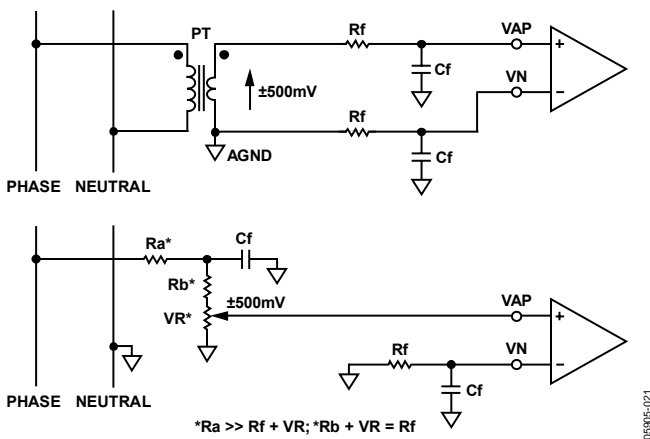 PT
Rf
VAP
Cf
±500mV
VN
Rf
AGND
Cf
PHASE NEUTRAL
Ra*
Cf
Rb*
±500mV
VR*
VAP
Rf
VN
Cf
PHASE NEUTRAL
*Ra >> Rf + VR; *Rb + VR = Rf
05905-021